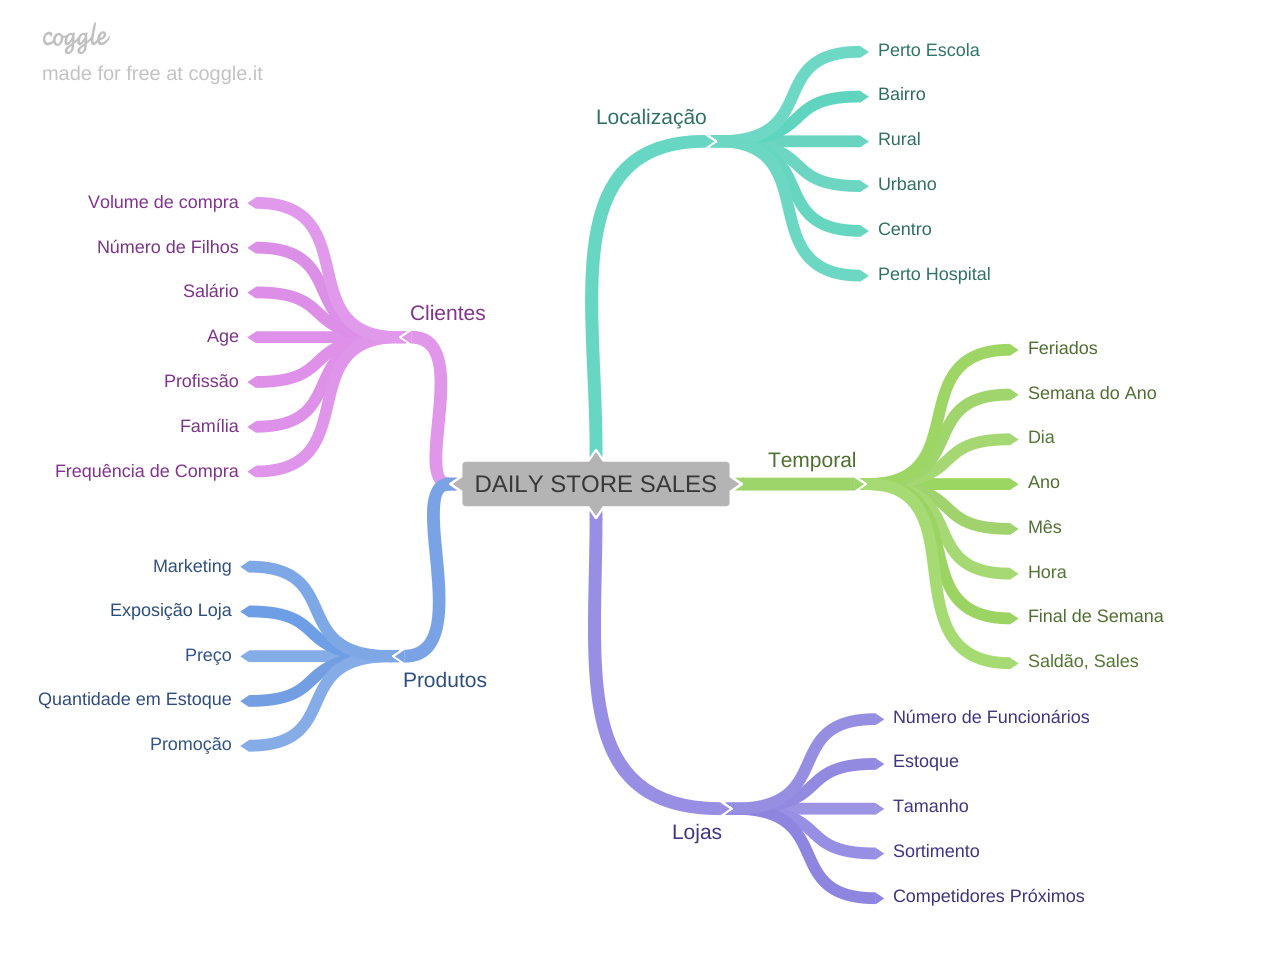 coggle
made for free at coggle.it
DAILY STORE SALES
Localização
Perto Escola
Bairro
Rural
Urbano
Centro
Perto Hospital
Temporal
Feriados
Semana do Ano
Dia
Ano
Mês
Hora
Final de Semana
Saldão, Sales
Lojas
Número de Funcionários
Estoque
Tamanho
Sortimento
Competidores Próximos
Clientes
Volume de compra
Número de Filhos
Salário
Age
Profissão
Família
Frequência de Compra
Produtos
Marketing
Exposição Loja
Preço
Quantidade em Estoque
Promoção